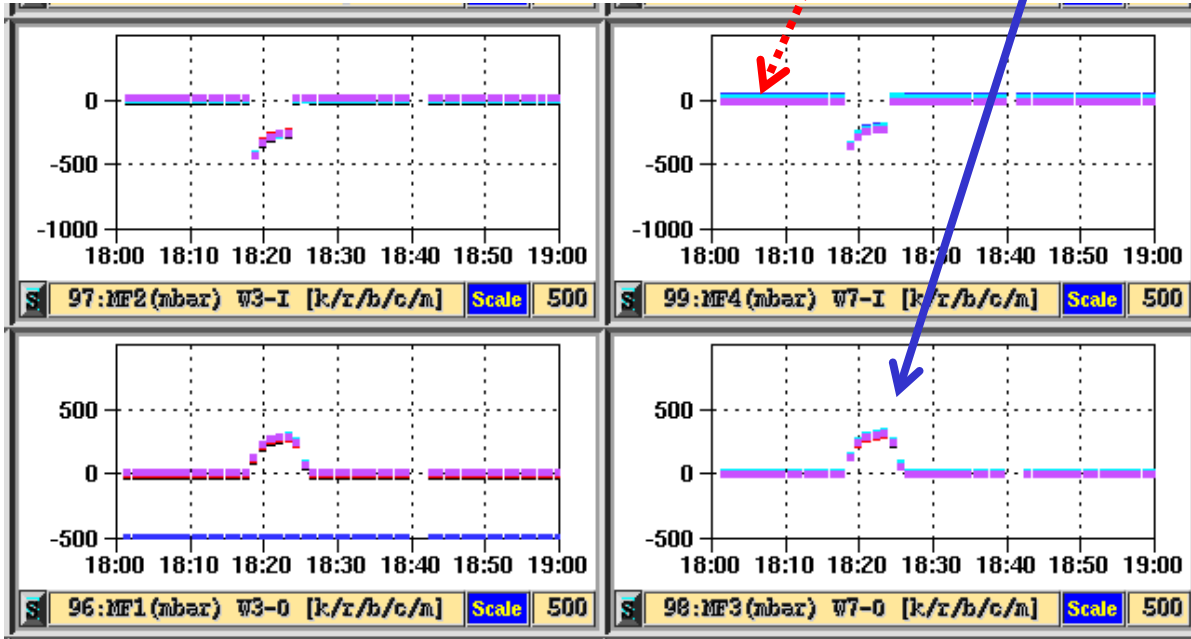 0
-500
-1000
18:00 18:10 18:20 18:30 18:40 18:50 19:00
S 97:MF2(mbar) W3-I [k/r/b/c/m] Scale 500
0
-500
-1000
18:00 18:10 18:20 18:30 18:40 18:50 19:00
S 99:MF4(mbar) W7-I [k/r/b/c/m] Scale 500
500
0
-500
18:00 18:10 18:20 18:30 18:40 18:50 19:00
S 96:MF1(mbar) W3-O [k/r/b/c/m] Scale 500
500
0
-500
18:00 18:10 18:20 18:30 18:40 18:50 19:00
S 98:MF3(mbar) W7-O [k/r/b/c/m] Scale 500